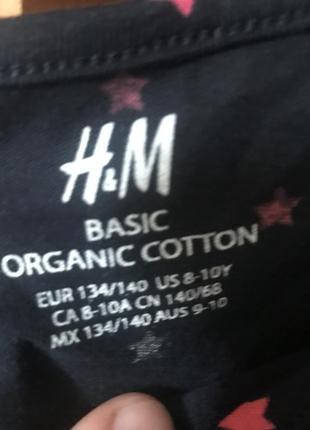 H&M
BASIC
ORGANIC COTTON
EUR 134/140 US 8-10Y
CA 8-10A CN 140/68
MX 134/140 AUS 9-10